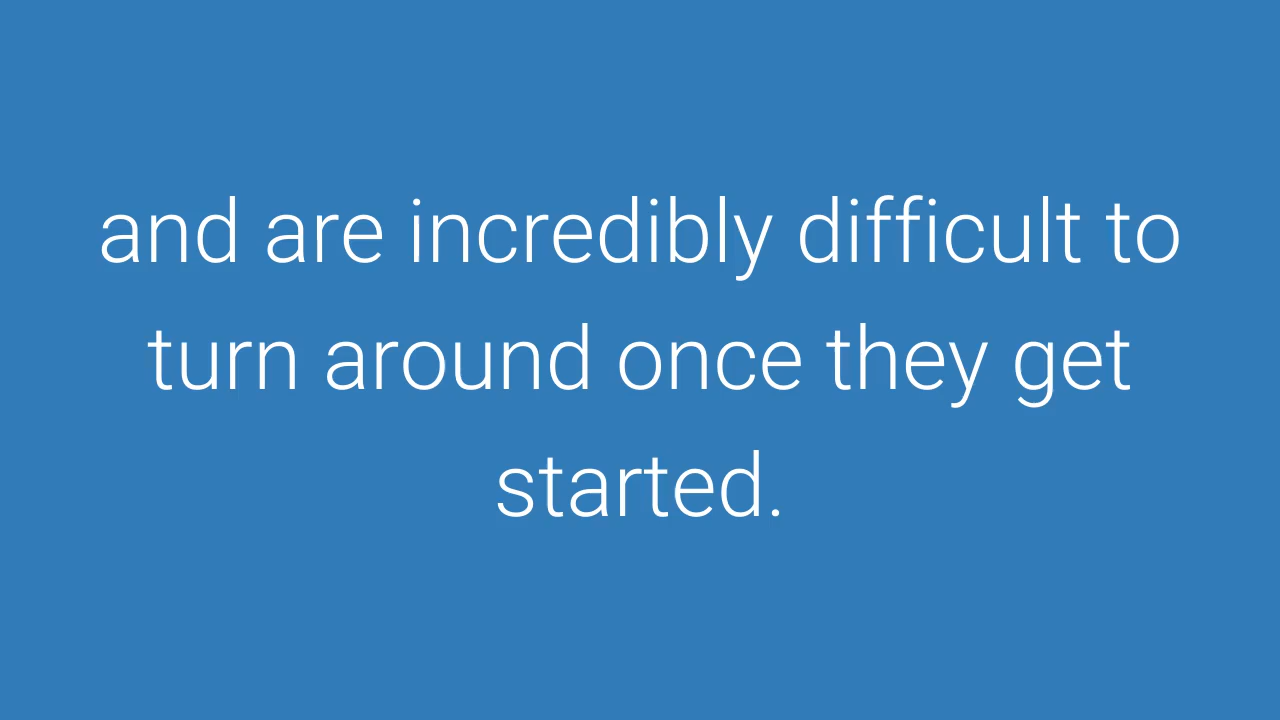 and are incredibly difficult to
turn around once they get
started.